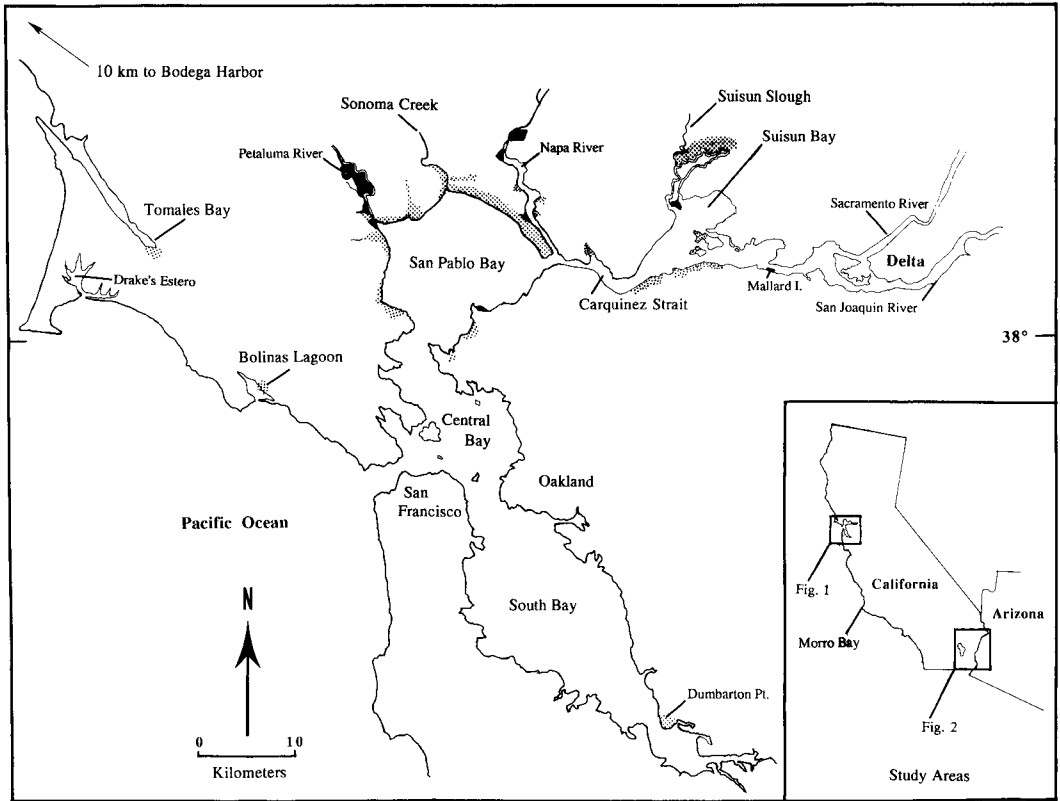 10 km to Bodega Harbor
Sonoma Creek
Suisun Slough
Petaluma River
Napa River
Suisun Bay
Tomales Bay
Sacramento River
San Pablo Bay
Delta
Drake's Estero
Mallard I.
Carquinez Strait
San Joaquin River
38°
Bolinas Lagoon
Central
Bay
Oakland
San
Francisco
Pacific Ocean
California
Fig. 1
Arizona
N
South Bay
Morro Bay
Dumbarton Pt.
Fig. 2
0 10
Kilometers
Study Areas